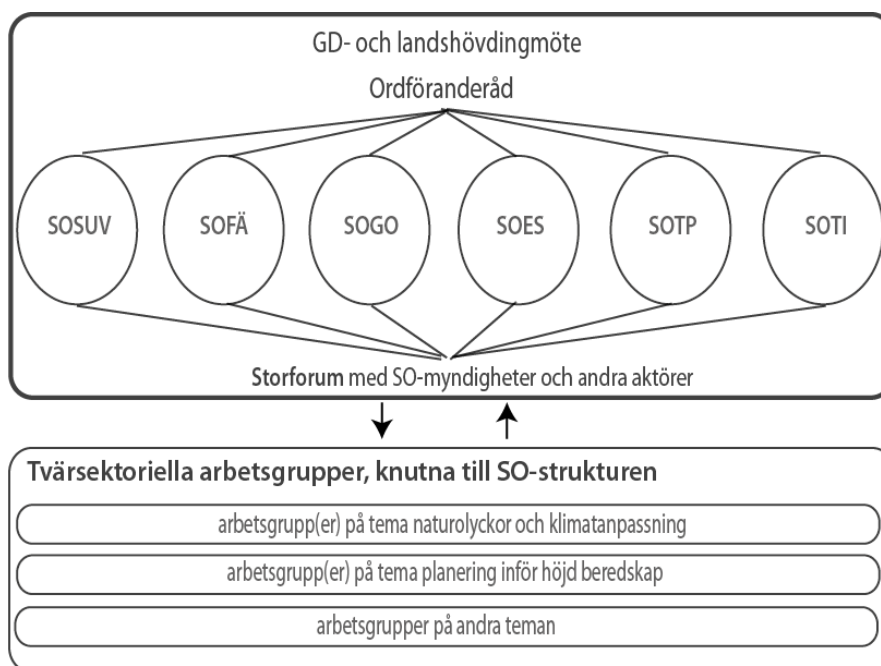 GD- och landshövdingmöte
Ordföranderåd
SOSUV SOFÄ SOGO SOES SOTP SOTI
Storforum med SO-myndigheter och andra aktörer
Tvärsektoriella arbetsgrupper, knutna till SO-strukturen
arbetsgrupp(er) på tema naturolyckor och klimatanpassning
arbetsgrupp(er) på tema planering inför höjd beredskap
arbetsgrupper på andra teman